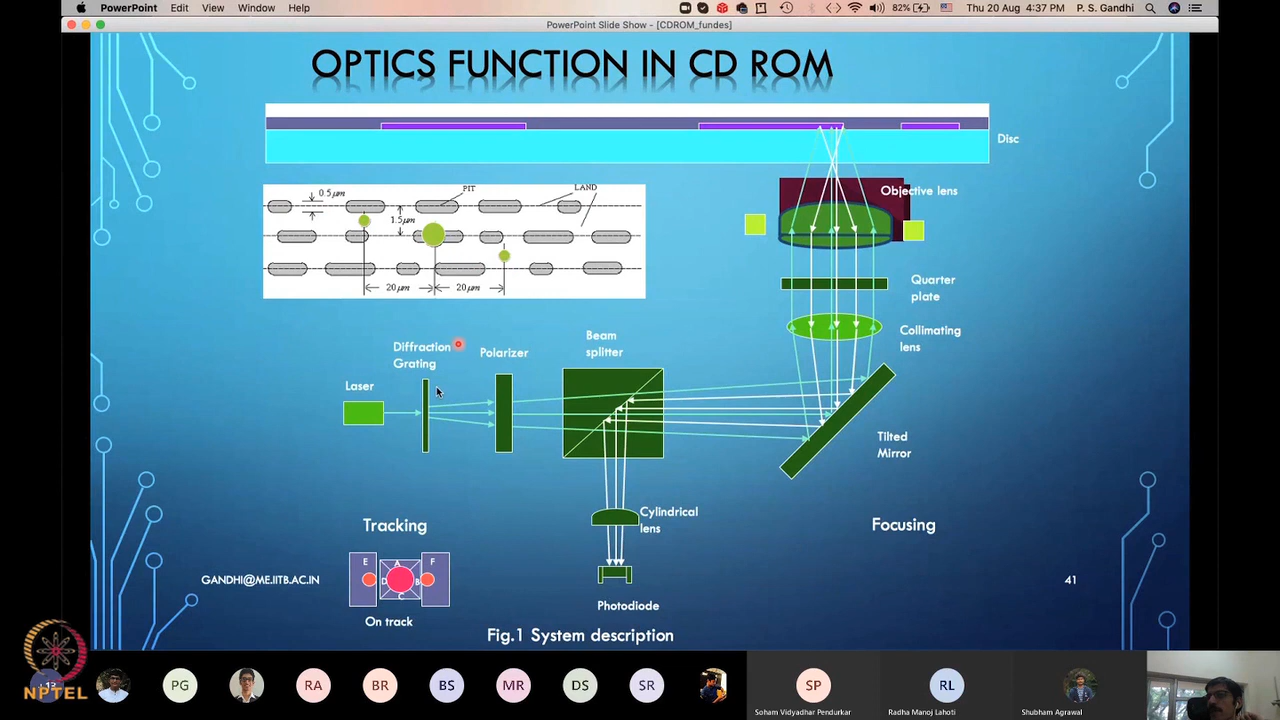 PowerPoint Edit View Window Help
82% Thu 20 Aug 4:37 PM P. S. Gandhi
PowerPoint Slide Show - [CDROM_fundes]
OPTICS FUNCTION IN CD ROM
Disc
0.5 μm
PIT
LAND
1.5 μm
20 μm
20 μm
Objective lens
Quarter
plate
Collimating
lens
Beam
splitter
Diffraction
Grating
Polarizer
Laser
Tilted
Mirror
Cylindrical
lens
Tracking
Focusing
E
A
F
D
B
C
GANDHI@ME.IITB.AC.IN
41
Photodiode
On track
Fig.1 System description
NPTEL
PG
RA
BR
BS
MR
DS
SR
SP
RL
Soham Vidyadhar Pendurkar
Radha Manoj Lahoti
Shubham Agrawal